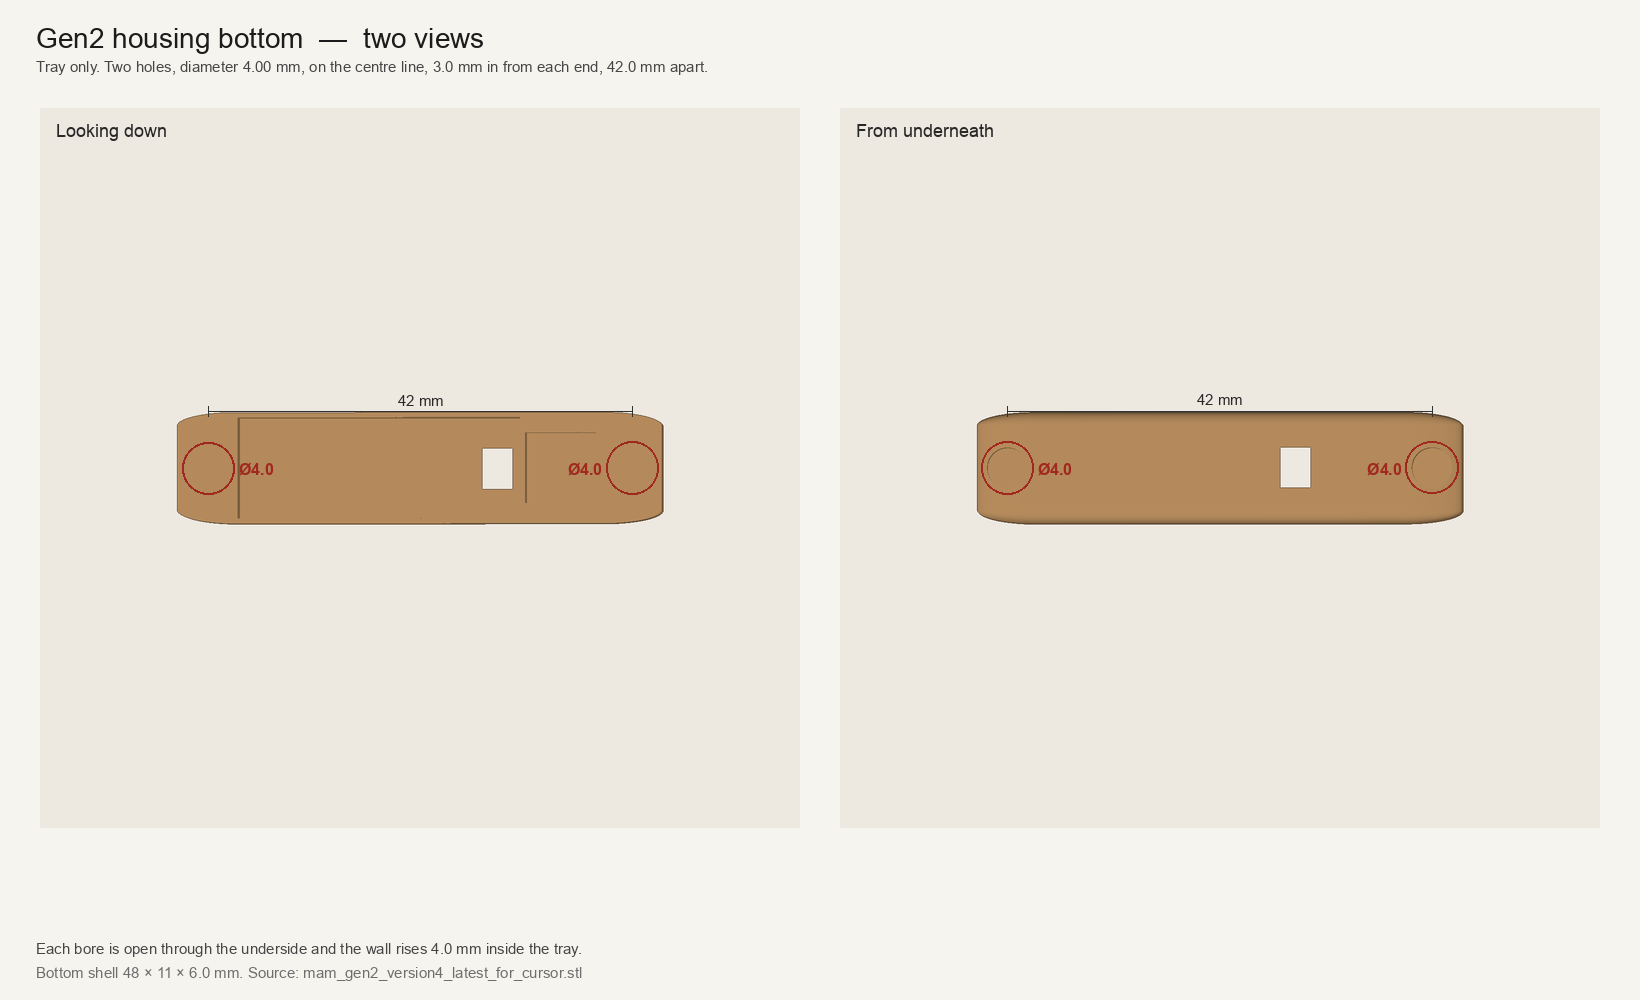 Gen2 housing bottom — two views
Tray only. Two holes, diameter 4.00 mm, on the centre line, 3.0 mm in from each end, 42.0 mm apart.
Looking down
42 mm
Ø4.0
Ø4.0
From underneath
42 mm
Ø4.0
Ø4.0
Each bore is open through the underside and the wall rises 4.0 mm inside the tray.
Bottom shell 48 × 11 × 6.0 mm. Source: mam_gen2_version4_latest_for_cursor.stl